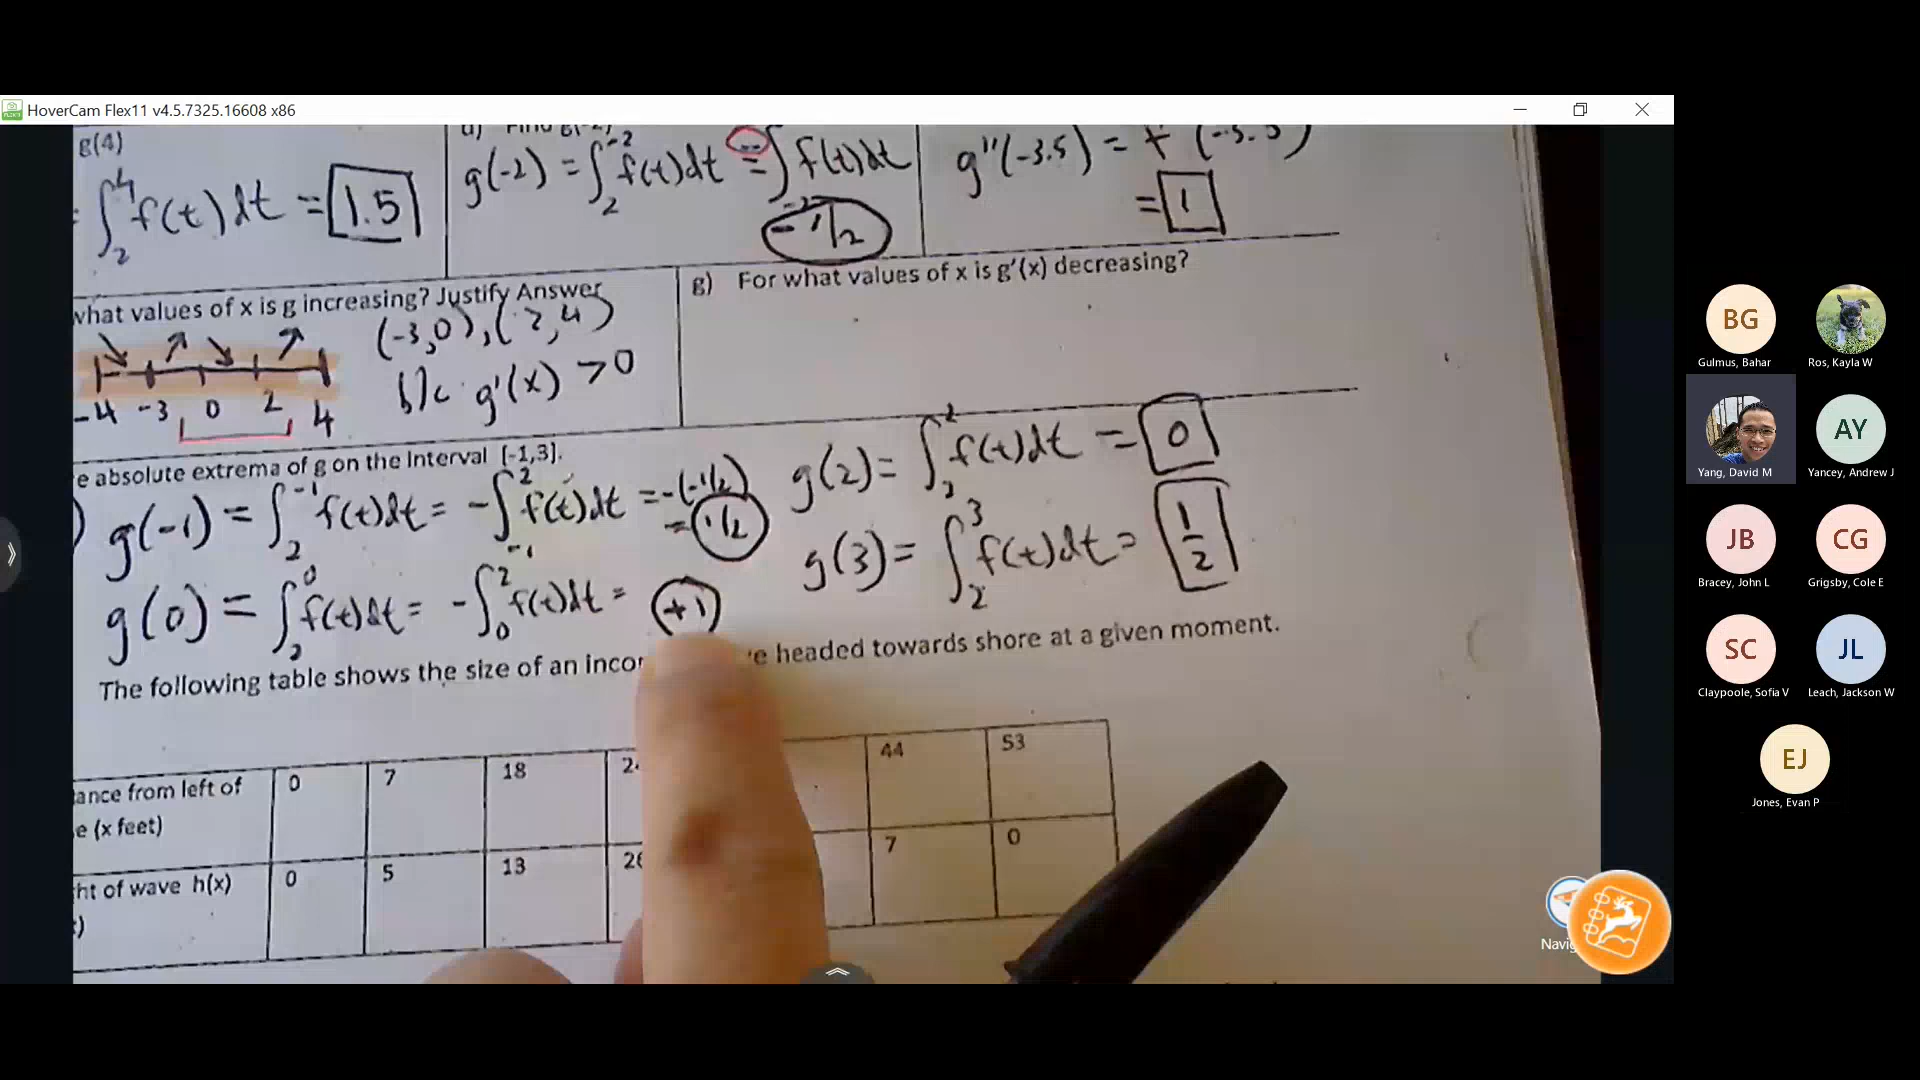 HoverCam Flex11 v4.5.7325.16608 x86
g(4)
∫₂⁴ f(t)dt = 1.5
g(-2) = ∫₂⁻² f(t)dt = -∫ f(t)dt
-1/2
g''(-3.5) =
= 1
what values of x is g increasing? Justify Answer
(-3,0), (2,4)
b/c g'(x) > 0
-4 -3 0 2 4
g) For what values of x is g'(x) decreasing?
e absolute extrema of g on the Interval [-1,3].
g(-1) = ∫₂⁻¹ f(t)dt = -∫₋₁² f(t)dt = -(-1/2)
= 1/2
g(0) = ∫₂⁰ f(t)dt = -∫₀² f(t)dt = +1
g(2) = ∫₂² f(t)dt = 0
g(3) = ∫₂³ f(t)dt = 1/2
The following table shows the size of an incor e headed towards shore at a given moment.
ance from left of
e (x feet)
0 7 18 2 44 53
ht of wave h(x)
0 5 13 7 0
BG
Gulmus, Bahar
Ros, Kayla W
Yang, David M
AY
Yancey, Andrew J
JB
Bracey, John L
CG
Grigsby, Cole E
SC
Claypoole, Sofia V
JL
Leach, Jackson W
EJ
Jones, Evan P
Navig